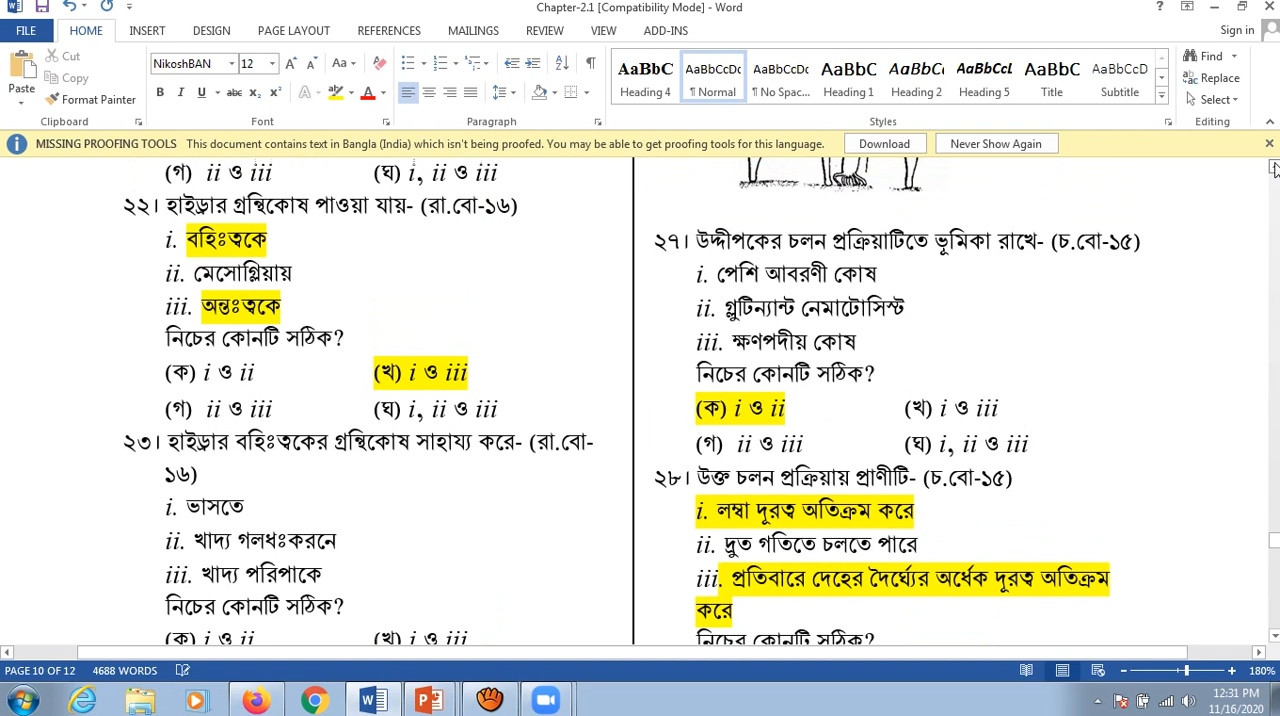 Chapter-2.1 [Compatibility Mode] - Word
FILE HOME INSERT DESIGN PAGE LAYOUT REFERENCES MAILINGS REVIEW VIEW ADD-INS Sign in
Paste Cut Copy Format Painter
NikoshBAN 12
AaBbC AaBbCcDc AaBbCcDc AaBbC AaBbC AaBbCcl AaBbC AaBbCcD
Heading 4 ¶ Normal ¶ No Spac... Heading 1 Heading 2 Heading 5 Title Subtitle
Find Replace Select
Clipboard Font Paragraph Styles Editing
MISSING PROOFING TOOLS This document contains text in Bangla (India) which isn't being proofed. You may be able to get proofing tools for this language. Download Never Show Again
(গ) ii ও iii (ঘ) i, ii ও iii
২২। হাইড্রার গ্রন্থিকোষ পাওয়া যায়- (রা.বো-১৬)
i. বহিঃত্বকে
ii. মেসোগ্লিয়ায়
iii. অন্তঃত্বকে
নিচের কোনটি সঠিক?
(ক) i ও ii (খ) i ও iii
(গ) ii ও iii (ঘ) i, ii ও iii
২৩। হাইড্রার বহিঃত্বকের গ্রন্থিকোষ সাহায্য করে- (রা.বো-
১৬)
i. ভাসতে
ii. খাদ্য গলধঃকরনে
iii. খাদ্য পরিপাকে
নিচের কোনটি সঠিক?
(ক) i ও ii (খ) i ও iii
২৭। উদ্দীপকের চলন প্রক্রিয়াটিতে ভূমিকা রাখে- (চ.বো-১৫)
i. পেশি আবরণী কোষ
ii. গ্লুটিন্যান্ট নেমাটোসিস্ট
iii. ক্ষণপদীয় কোষ
নিচের কোনটি সঠিক?
(ক) i ও ii (খ) i ও iii
(গ) ii ও iii (ঘ) i, ii ও iii
২৮। উক্ত চলন প্রক্রিয়ায় প্রাণীটি- (চ.বো-১৫)
i. লম্বা দূরত্ব অতিক্রম করে
ii. দ্রুত গতিতে চলতে পারে
iii. প্রতিবারে দেহের দৈর্ঘ্যের অর্ধেক দূরত্ব অতিক্রম
করে
নিচের কোনটি সঠিক?
PAGE 10 OF 12 4688 WORDS 180%
12:31 PM
11/16/2020